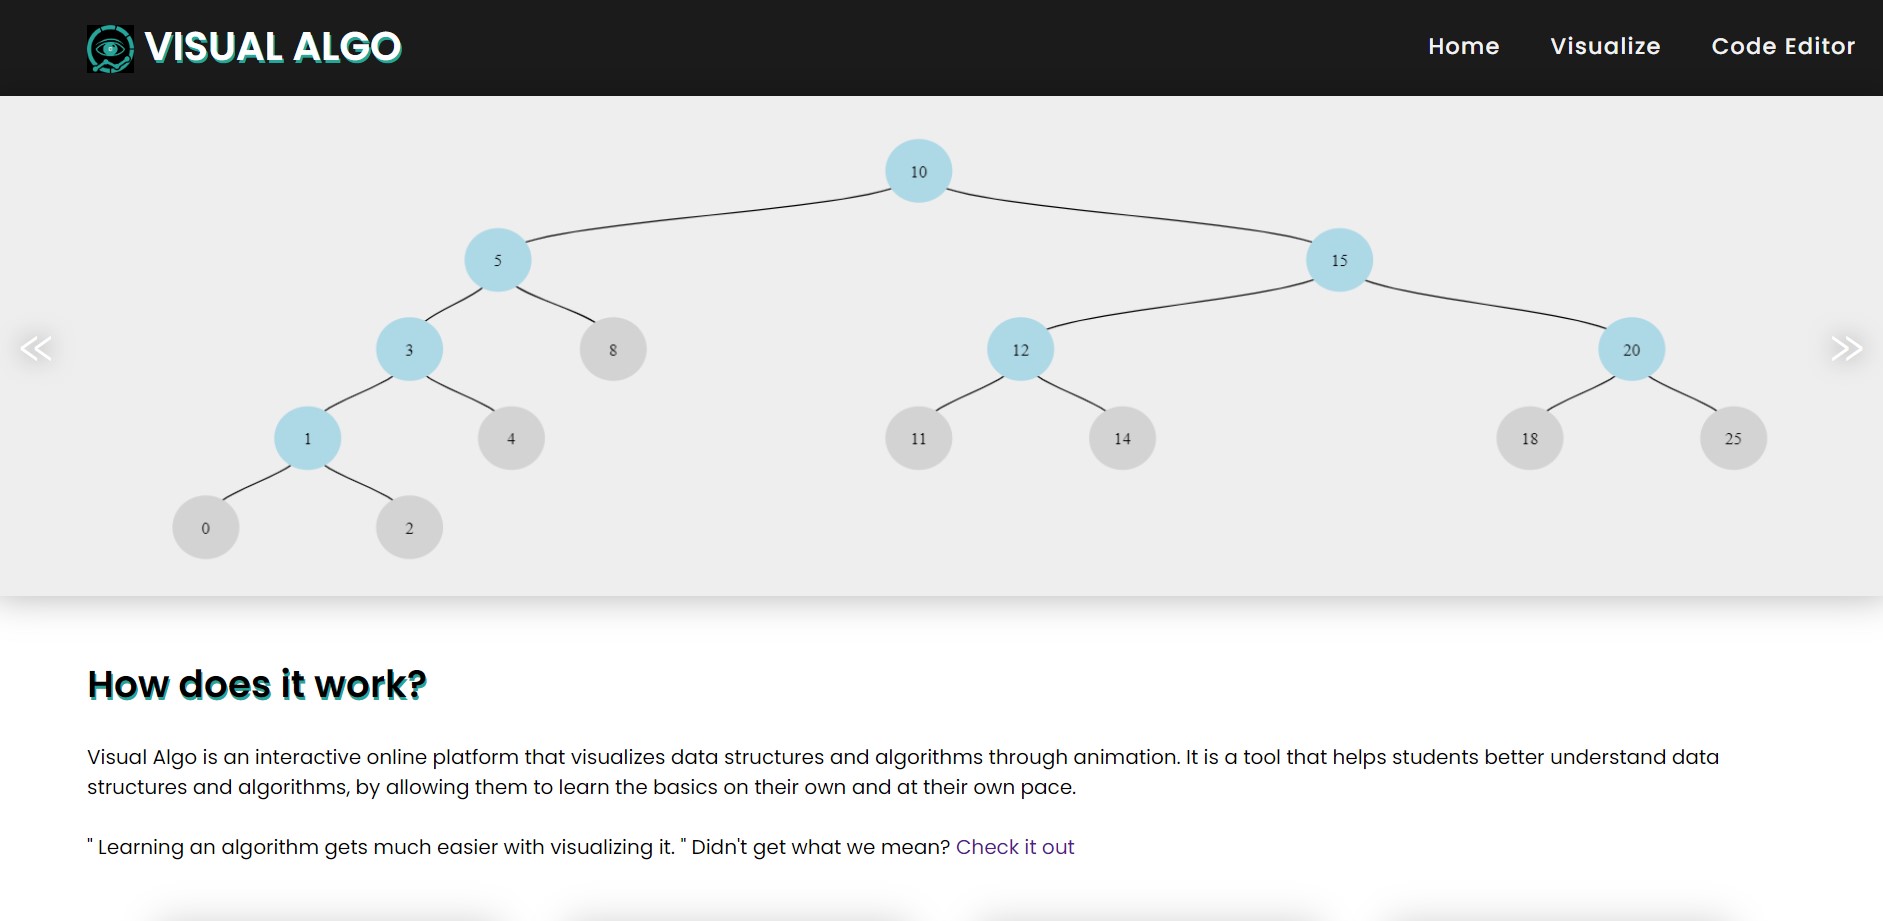 VISUAL ALGO
Home Visualize Code Editor
10
5 15
3 8 12 20
1 4 11 14 18 25
0 2
How does it work?
Visual Algo is an interactive online platform that visualizes data structures and algorithms through animation. It is a tool that helps students better understand data
structures and algorithms, by allowing them to learn the basics on their own and at their own pace.
" Learning an algorithm gets much easier with visualizing it. " Didn't get what we mean? Check it out